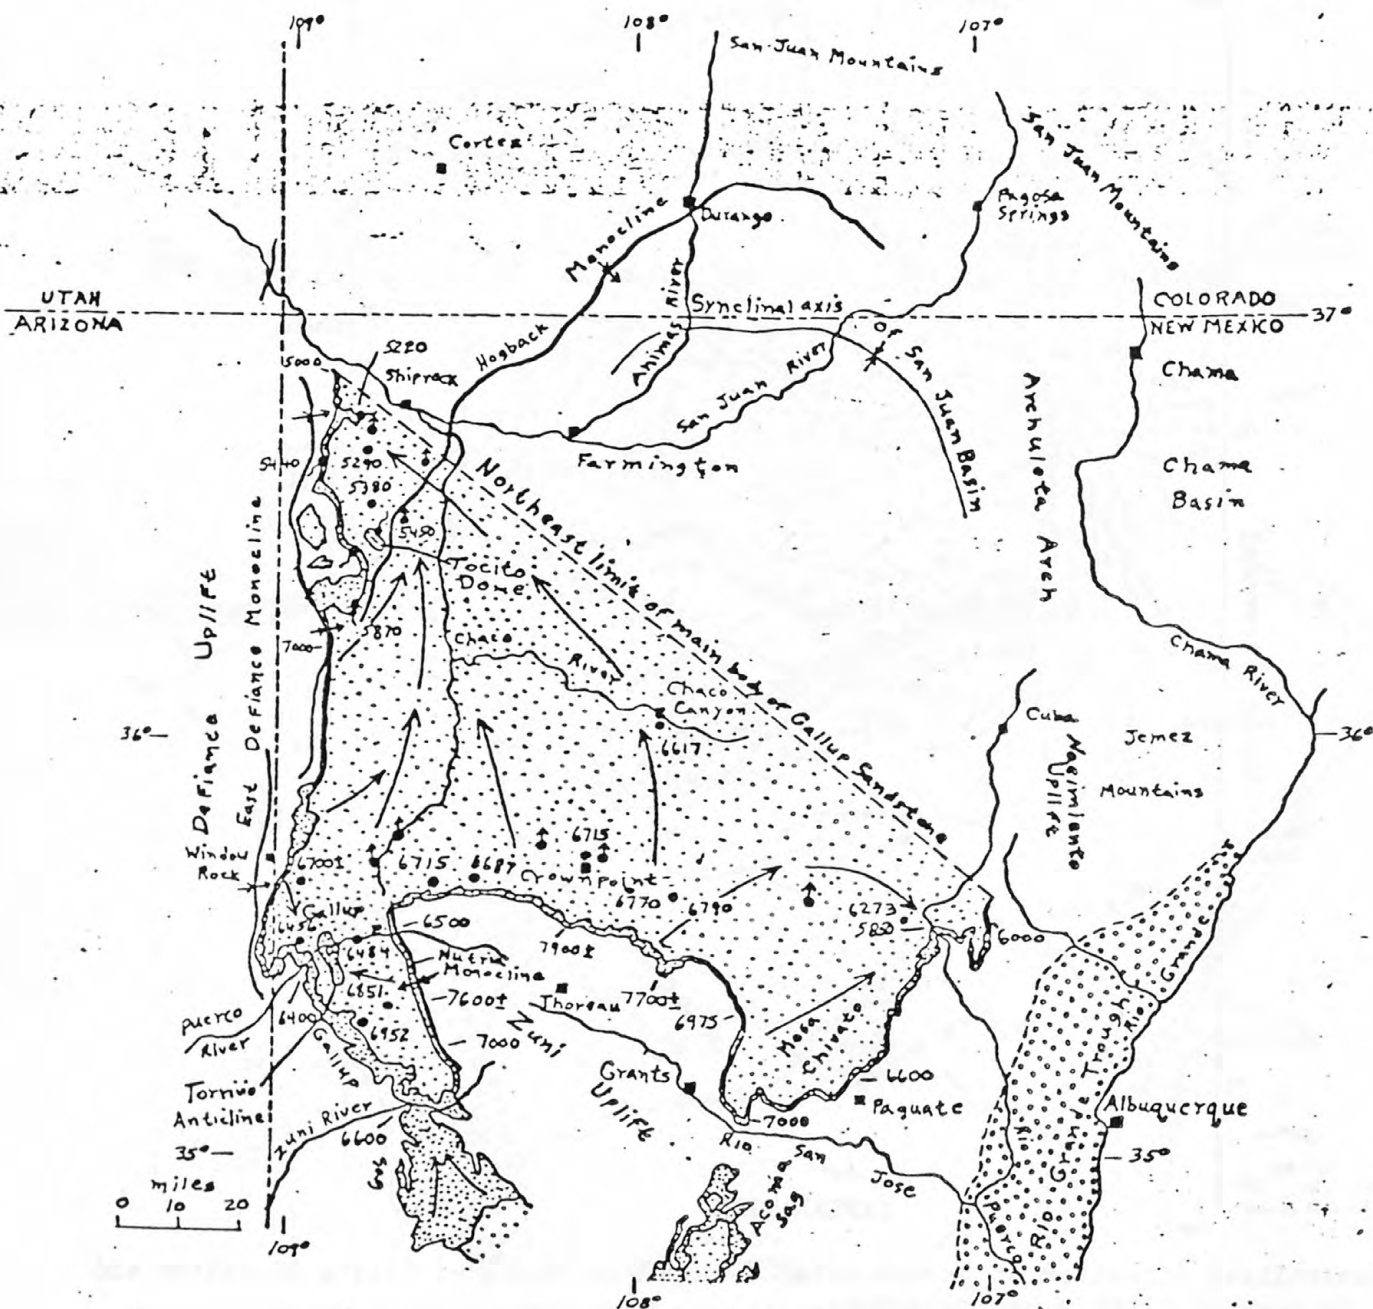 109°
108°
107°
San Juan Mountains
Cortez
San Juan Mountains
Pagosa
Springs
Durango
Monocline
Hogback
Animas River
Synclinal axis
of San Juan Basin
UTAH
ARIZONA
COLORADO
NEW MEXICO
37°
5000
5220
Shiprock
San Juan River
Chama
Farmington
Chama
Basin
Archuleta Arch
5440
5290
5380
5450
Tocito
Dome
Northeast limit of main body of Gallup Sandstone
Defiance Uplift
East Defiance Monocline
5870
7000
Chaco
River
Chaco
Canyon
6617
Chama River
36°
36°
Cuba
Nacimiento
Uplift
Jemez
Mountains
Window
Rock
6700±
6715
6687
6715
Crownpoint
6770
6790
6273
5820
6000
Gallup
6456
6484
6500
7900±
Nutria
Monocline
6851
7600±
Thoreau
7700±
6975
Mesa
Chivato
Puerco
River
6400
Gallup
6952
7000
Zuni
Uplift
Grants
6600
Paguate
7000
Torrivio
Anticline
Zuni River
6600
Sag
35°
miles
0 10 20
Rio San Jose
Acoma
Sag
Rio Grande
Rio Grande Trough
Albuquerque
35°
Rio Puerco
109°
108°
107°